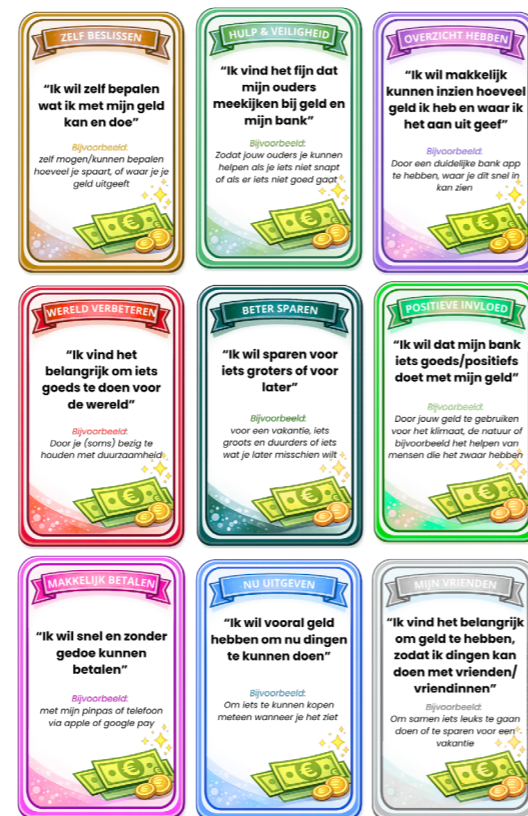 ZELF BESLISSEN
“Ik wil zelf bepalen
wat ik met mijn geld
kan en doe”
Bijvoorbeeld:
zelf mogen/kunnen bepalen
hoeveel je spaart, of waar je je
geld uitgeeft
HULP & VEILIGHEID
“Ik vind het fijn dat
mijn ouders
meekijken bij geld en
mijn bank”
Bijvoorbeeld:
Zodat jouw ouders je kunnen
helpen als je iets niet snapt
of als er iets niet goed gaat
OVERZICHT HEBBEN
“Ik wil makkelijk
kunnen inzien hoeveel
geld ik heb en waar ik
het aan uit geef”
Bijvoorbeeld:
Door een duidelijke bank app
te hebben, waar je dit snel in
kan zien
WERELD VERBETEREN
“Ik vind het
belangrijk om iets
goeds te doen voor
de wereld”
Bijvoorbeeld:
Door je (soms) bezig te
houden met duurzaamheid
BETER SPAREN
“Ik wil sparen voor
iets groters of voor
later”
Bijvoorbeeld:
voor een vakantie, iets
groots en duurders of iets
wat je later misschien wilt
POSITIEVE INVLOED
“Ik wil dat mijn bank
iets goeds/positiefs
doet met mijn geld”
Bijvoorbeeld:
Door jouw geld te gebruiken
voor het klimaat, de natuur of
bijvoorbeeld het helpen van
mensen die het zwaar hebben
MAKKELIJK BETALEN
“Ik wil snel en zonder
gedoe kunnen
betalen”
Bijvoorbeeld:
met mijn pinpas of telefoon
via apple of google pay
NU UITGEVEN
“Ik wil vooral geld
hebben om nu dingen
te kunnen doen”
Bijvoorbeeld:
Om iets te kunnen kopen
meteen wanneer je het ziet
MIJN VRIENDEN
“Ik vind het belangrijk
om geld te hebben,
zodat ik dingen kan
doen met vrienden/
vriendinnen”
Bijvoorbeeld:
Om samen iets leuks te gaan
doen of te sparen voor een
vakantie